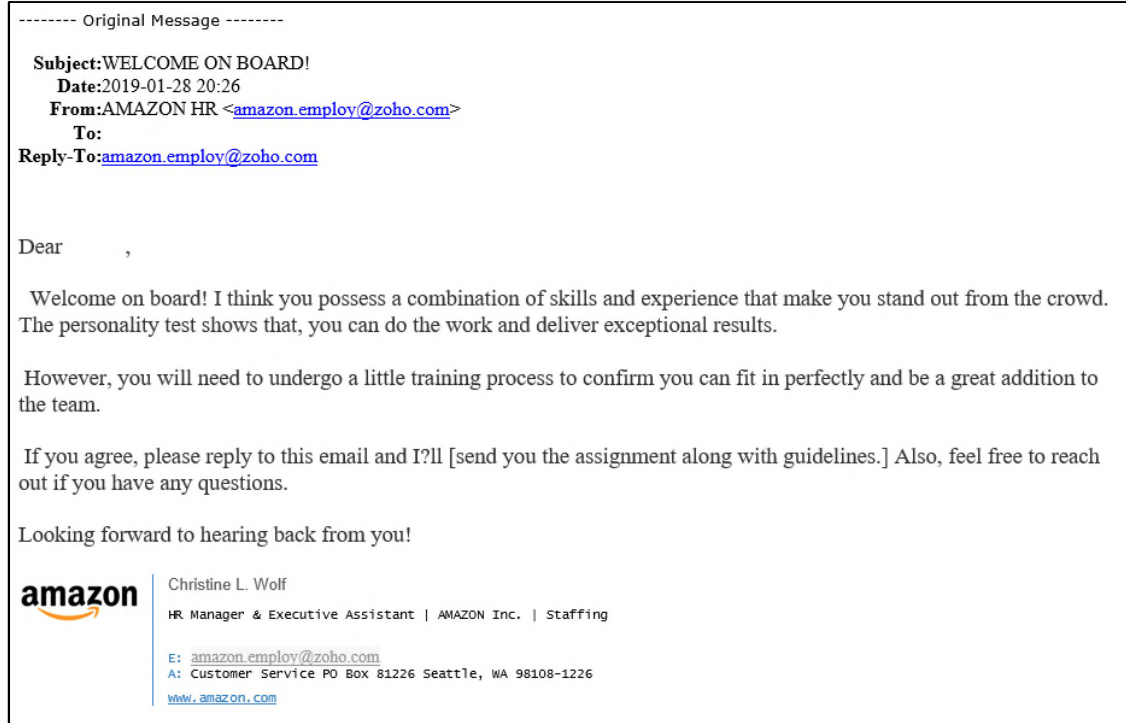 -------- Original Message --------
Subject:WELCOME ON BOARD!
Date:2019-01-28 20:26
From:AMAZON HR <amazon.employ@zoho.com>
To:
Reply-To:amazon.employ@zoho.com
Dear ,
Welcome on board! I think you possess a combination of skills and experience that make you stand out from the crowd.
The personality test shows that, you can do the work and deliver exceptional results.
However, you will need to undergo a little training process to confirm you can fit in perfectly and be a great addition to
the team.
If you agree, please reply to this email and I?ll [send you the assignment along with guidelines.] Also, feel free to reach
out if you have any questions.
Looking forward to hearing back from you!
amazon
Christine L. Wolf
HR Manager & Executive Assistant | AMAZON Inc. | Staffing
E: amazon.employ@zoho.com
A: Customer Service PO Box 81226 Seattle, WA 98108-1226
www.amazon.com